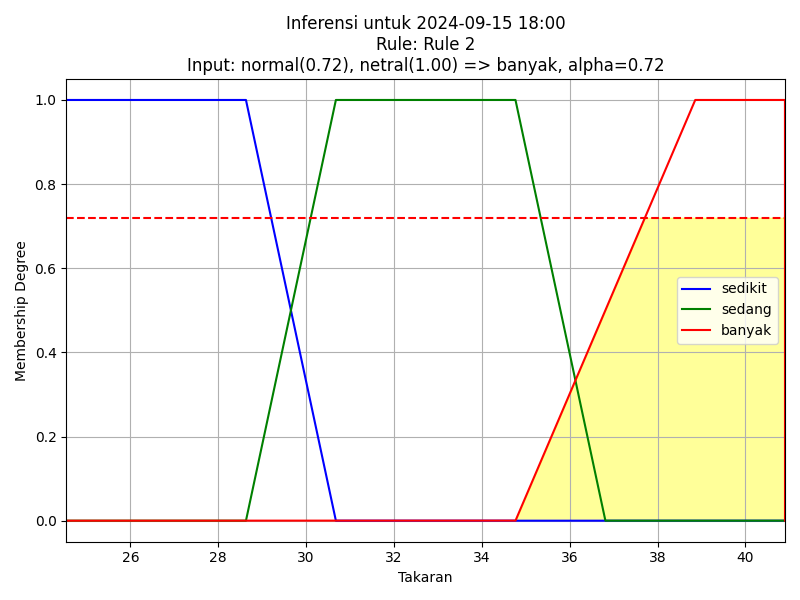 Inferensi untuk 2024-09-15 18:00
Rule: Rule 2
Input: normal(0.72), netral(1.00) => banyak, alpha=0.72
Membership Degree
1.0
0.8
0.6
0.4
0.2
0.0
sedikit
sedang
banyak
26 28 30 32 34 36 38 40
Takaran